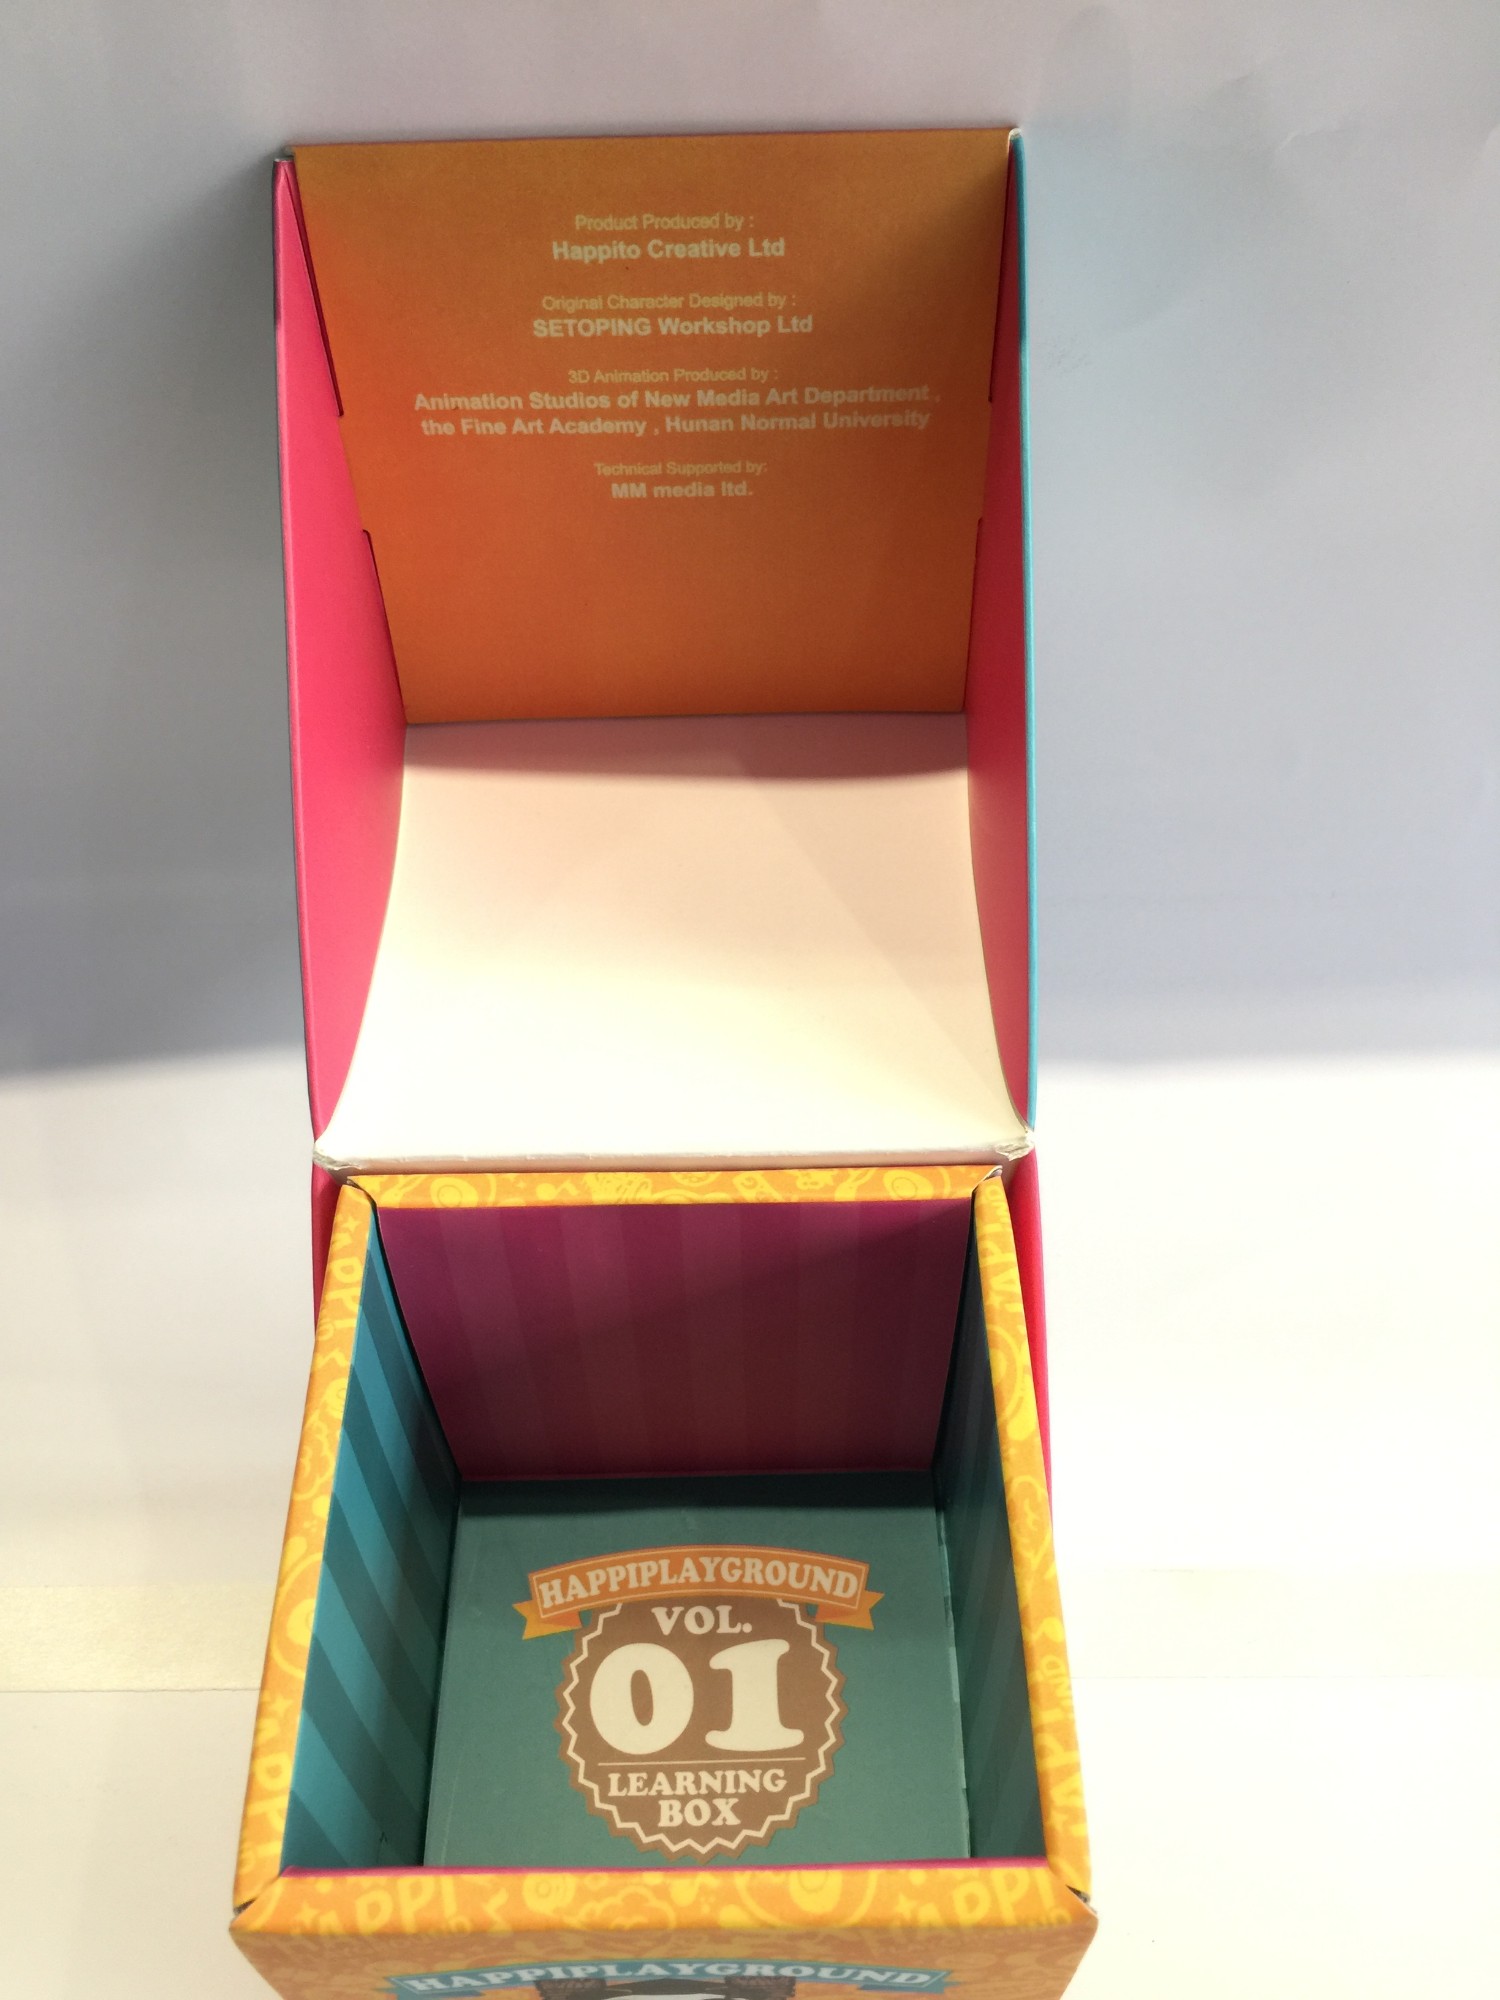 Product Produced by :
Happito Creative Ltd
Original Character Designed by :
SETOPING Workshop Ltd
3D Animation Produced by :
Animation Studios of New Media Art Department ,
the Fine Art Academy , Hunan Normal University
Technical Supported by:
MM media ltd.
HAPPIPLAYGROUND
VOL.
01
LEARNING
BOX
HAPPIPLAYGROUND